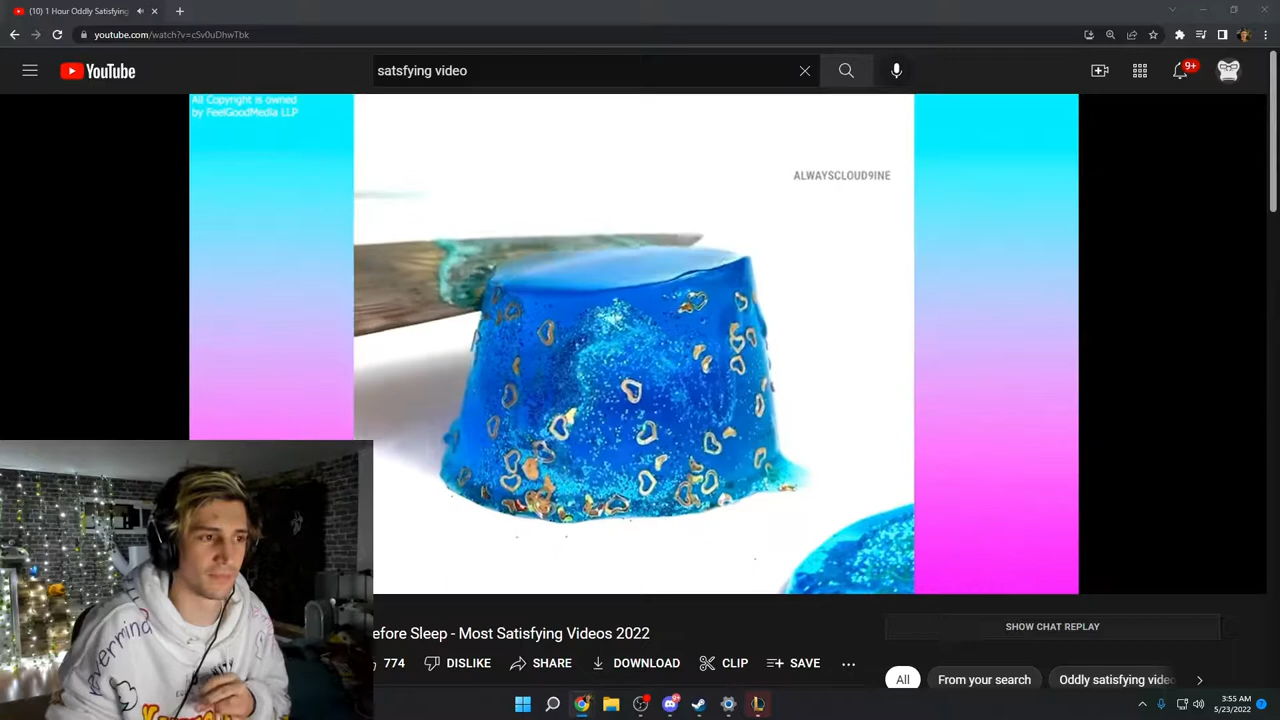 (10) 1 Hour Oddly Satisfying
youtube.com/watch?v=cSv0uDhwTbk
YouTube
satsfying video
9+
All Copyright is owned
by FeelGoodMedia LLP
ALWAYSCLOUD9INE
efore Sleep - Most Satisfying Videos 2022
SHOW CHAT REPLAY
774
DISLIKE
SHARE
DOWNLOAD
CLIP
SAVE
All
From your search
Oddly satisfying video
3:55 AM
5/23/2022